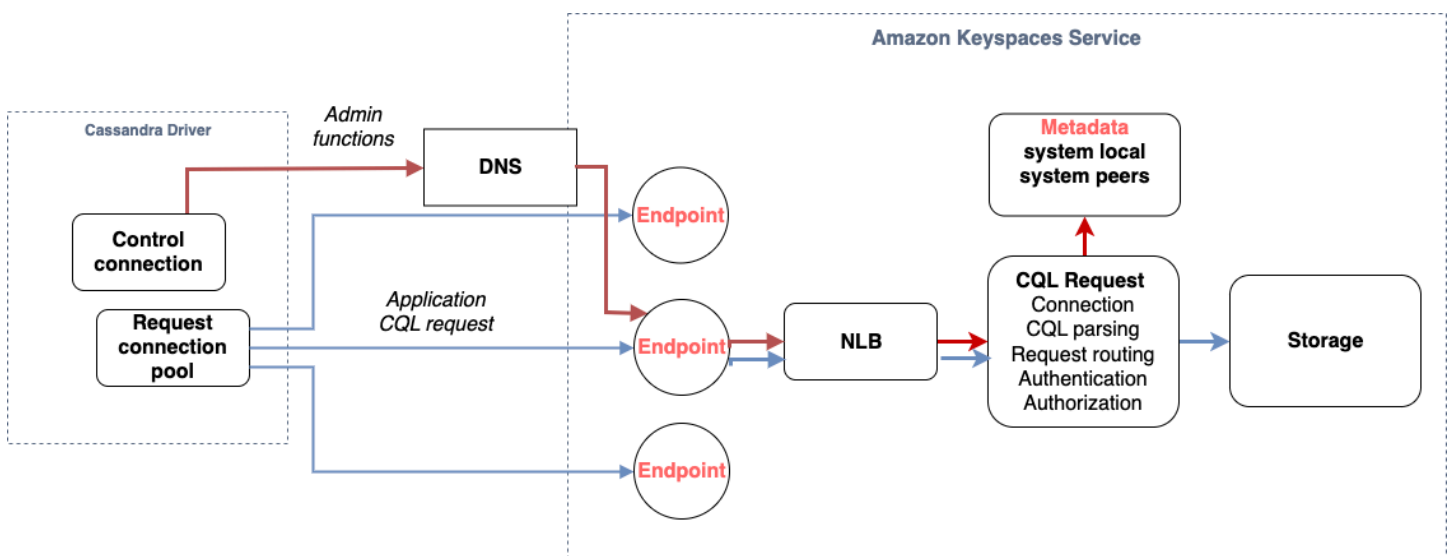 Amazon Keyspaces Service
Cassandra Driver
Admin
functions
DNS
Control
connection
Request
connection
pool
Application
CQL request
Endpoint
Endpoint
Endpoint
NLB
Metadata
system local
system peers
CQL Request
Connection
CQL parsing
Request routing
Authentication
Authorization
Storage